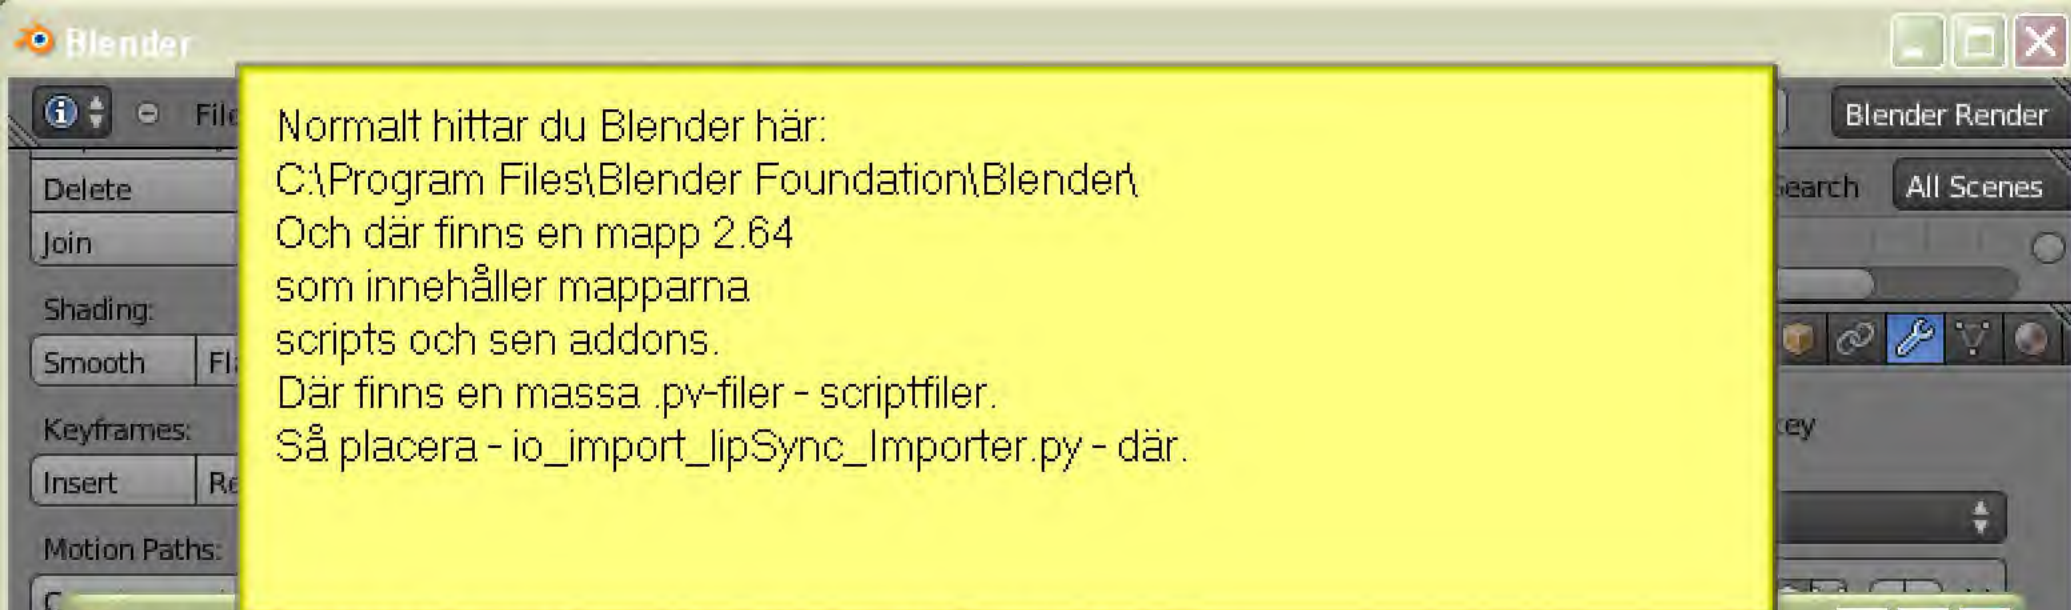 Blender
File
Blender Render
Normalt hittar du Blender här:
C:\Program Files\Blender Foundation\Blender\
Och där finns en mapp 2.64
som innehåller mapparna
scripts och sen addons.
Där finns en massa .pv-filer - scriptfiler.
Så placera - io_import_lipSync_Importer.py - där.
Delete
Join
Shading:
Smooth
Keyframes:
Insert
Motion Paths:
All Scenes